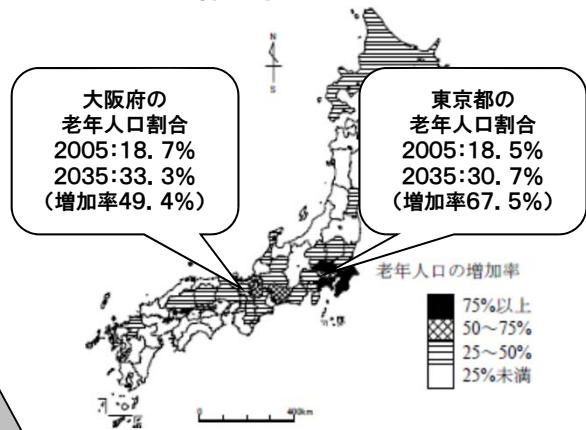 N
S
大阪府の
老年人口割合
2005:18.7%
2035:33.3%
(増加率49.4%)
東京都の
老年人口割合
2005:18.5%
2035:30.7%
(増加率67.5%)
老年人口の増加率
75%以上
50～75%
25～50%
25%未満
0 400km